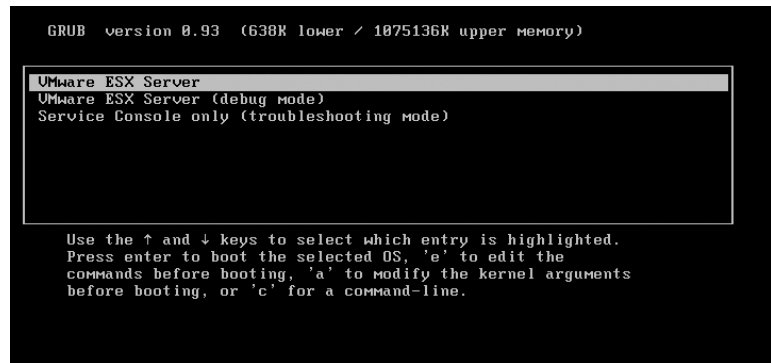 GRUB version 0.93 (638K lower / 1075136K upper memory)
VMware ESX Server
VMware ESX Server (debug mode)
Service Console only (troubleshooting mode)
Use the ↑ and ↓ keys to select which entry is highlighted.
Press enter to boot the selected OS, 'e' to edit the
commands before booting, 'a' to modify the kernel arguments
before booting, or 'c' for a command-line.